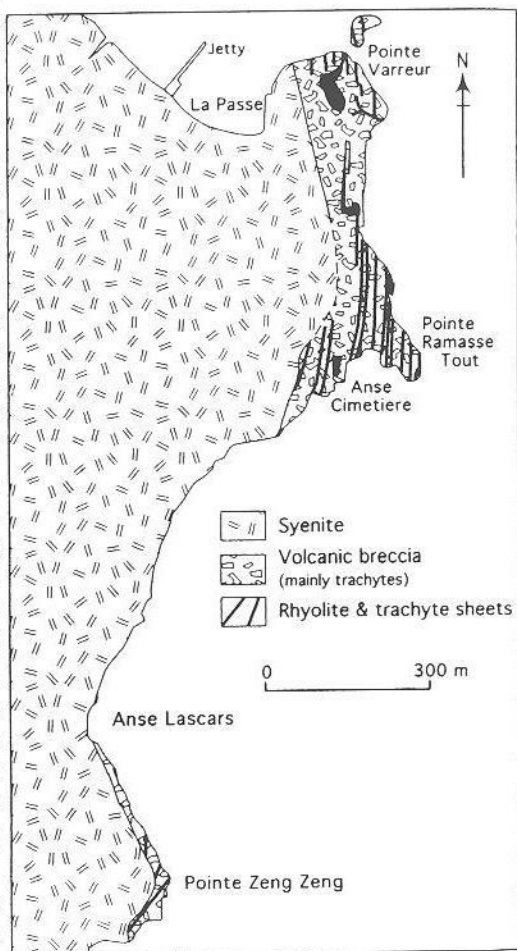 Jetty
La Passe
Pointe
Varreur
N
Pointe
Ramasse
Tout
Anse
Cimetiere
Syenite
Volcanic breccia
(mainly trachytes)
Rhyolite & trachyte sheets
0 300 m
Anse Lascars
Pointe Zeng Zeng